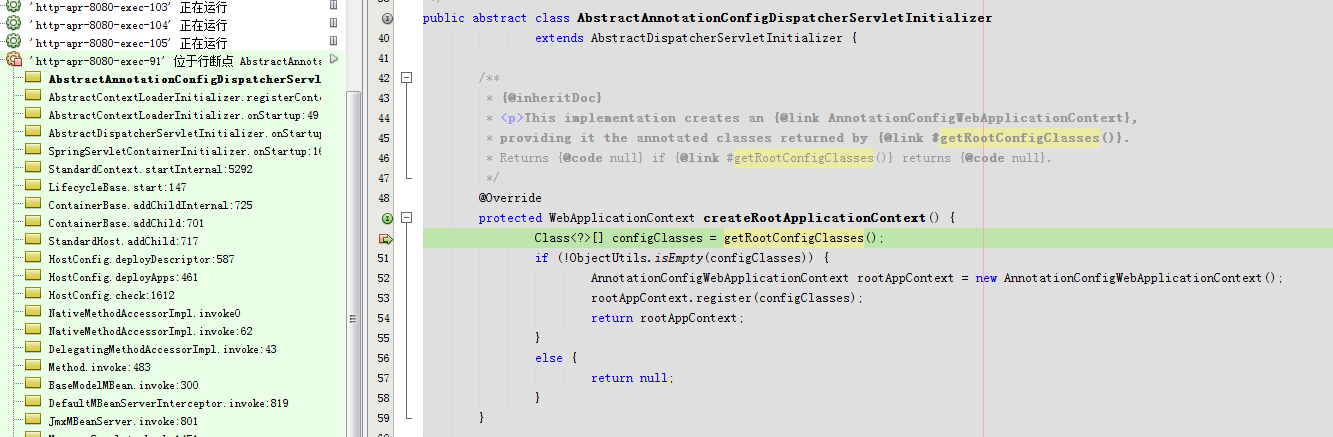 'http-apr-8080-exec-103' 正在运行
'http-apr-8080-exec-104' 正在运行
'http-apr-8080-exec-105' 正在运行
'http-apr-8080-exec-91' 位于行断点 AbstractAnnota
AbstractAnnotationConfigDispatcherServl
AbstractContextLoaderInitializer.registerConte
AbstractContextLoaderInitializer.onStartup:49
AbstractDispatcherServletInitializer.onStartup
SpringServletContainerInitializer.onStartup:16
StandardContext.startInternal:5292
LifecycleBase.start:147
ContainerBase.addChildInternal:725
ContainerBase.addChild:701
StandardHost.addChild:717
HostConfig.deployDescriptor:587
HostConfig.deployApps:461
HostConfig.check:1612
NativeMethodAccessorImpl.invoke0
NativeMethodAccessorImpl.invoke:62
DelegatingMethodAccessorImpl.invoke:43
Method.invoke:483
BaseModelMBean.invoke:300
DefaultMBeanServerInterceptor.invoke:819
JmxMBeanServer.invoke:801
public abstract class AbstractAnnotationConfigDispatcherServletInitializer
40 extends AbstractDispatcherServletInitializer {
41
42 /**
43 * {@inheritDoc}
44 * <p>This implementation creates an {@link AnnotationConfigWebApplicationContext},
45 * providing it the annotated classes returned by {@link #getRootConfigClasses()}.
46 * Returns {@code null} if {@link #getRootConfigClasses()} returns {@code null}.
47 */
48 @Override
protected WebApplicationContext createRootApplicationContext() {
Class<?>[] configClasses = getRootConfigClasses();
51 if (!ObjectUtils.isEmpty(configClasses)) {
52 AnnotationConfigWebApplicationContext rootAppContext = new AnnotationConfigWebApplicationContext();
53 rootAppContext.register(configClasses);
54 return rootAppContext;
55 }
56 else {
57 return null;
58 }
59 }